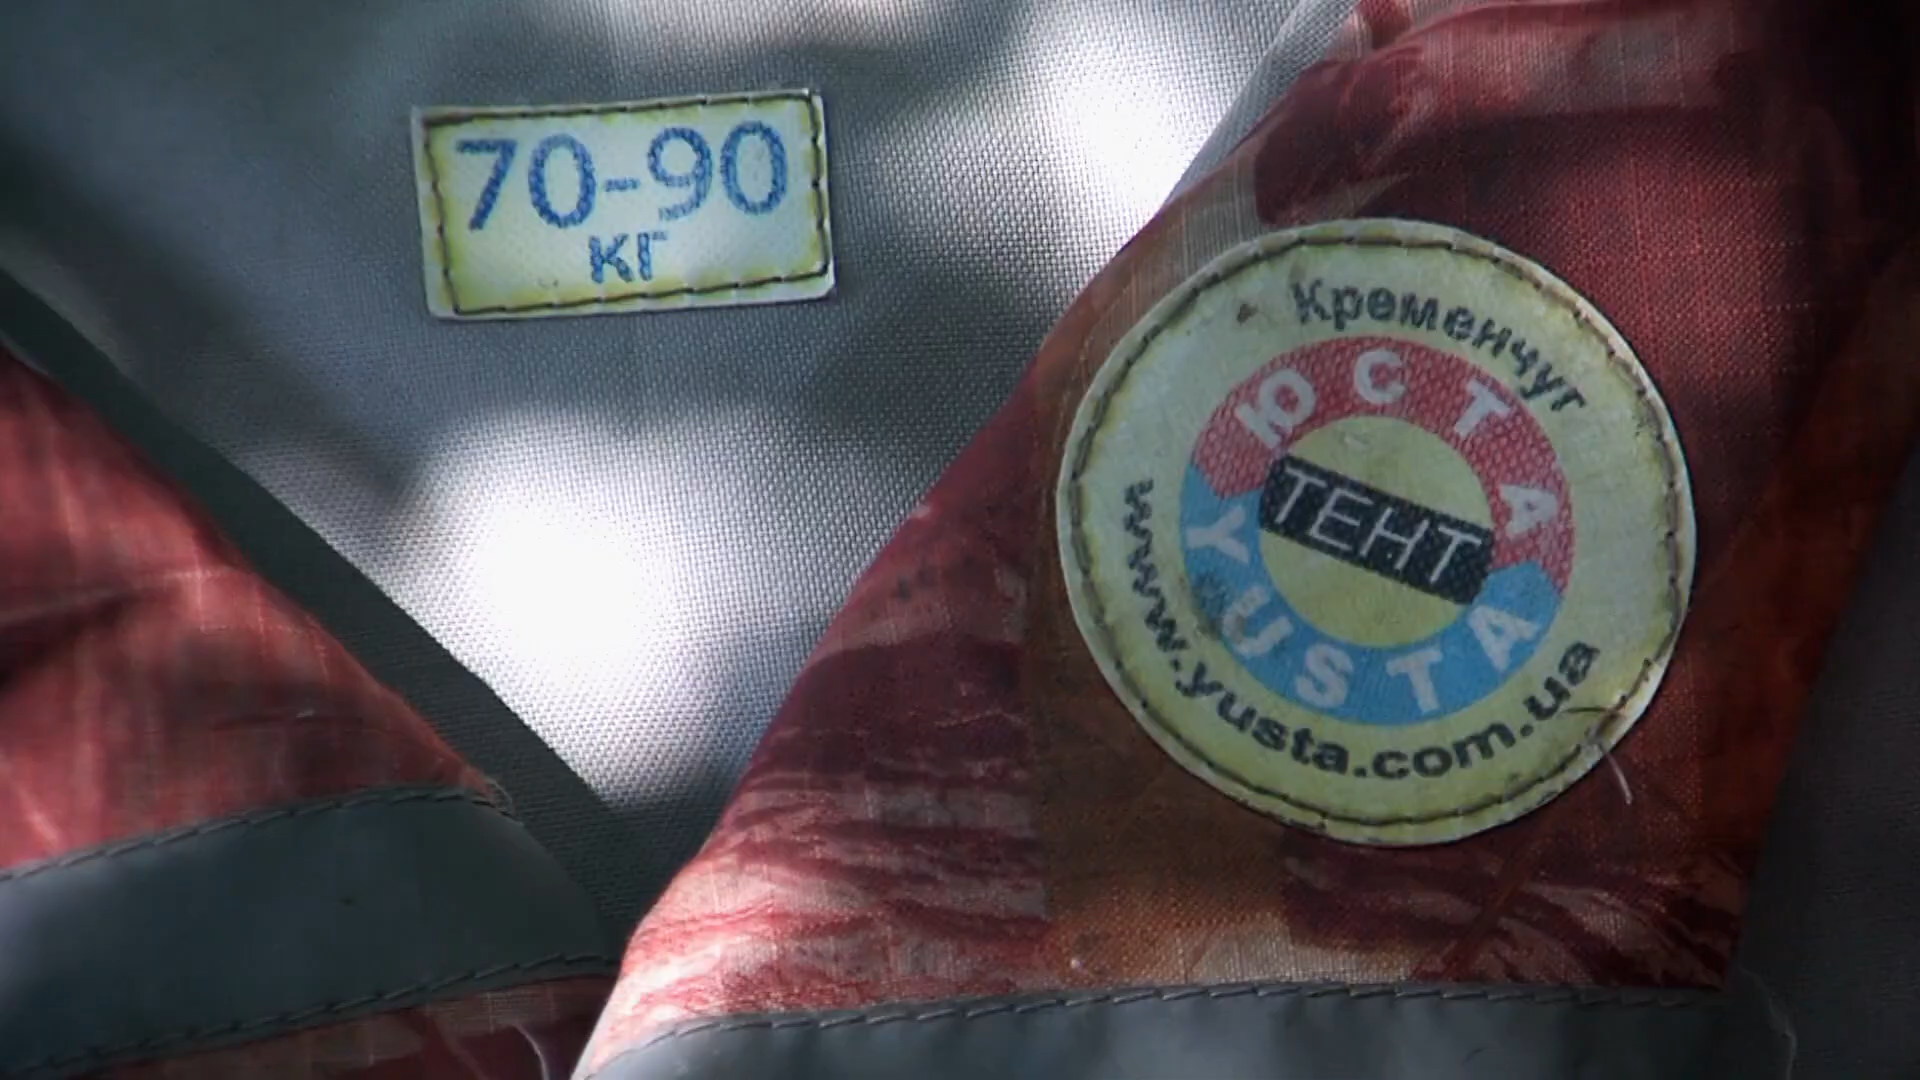 70-90
кг
Кременчуг
ЮСТА
ТЕНТ
YUSTA
www.yusta.com.ua